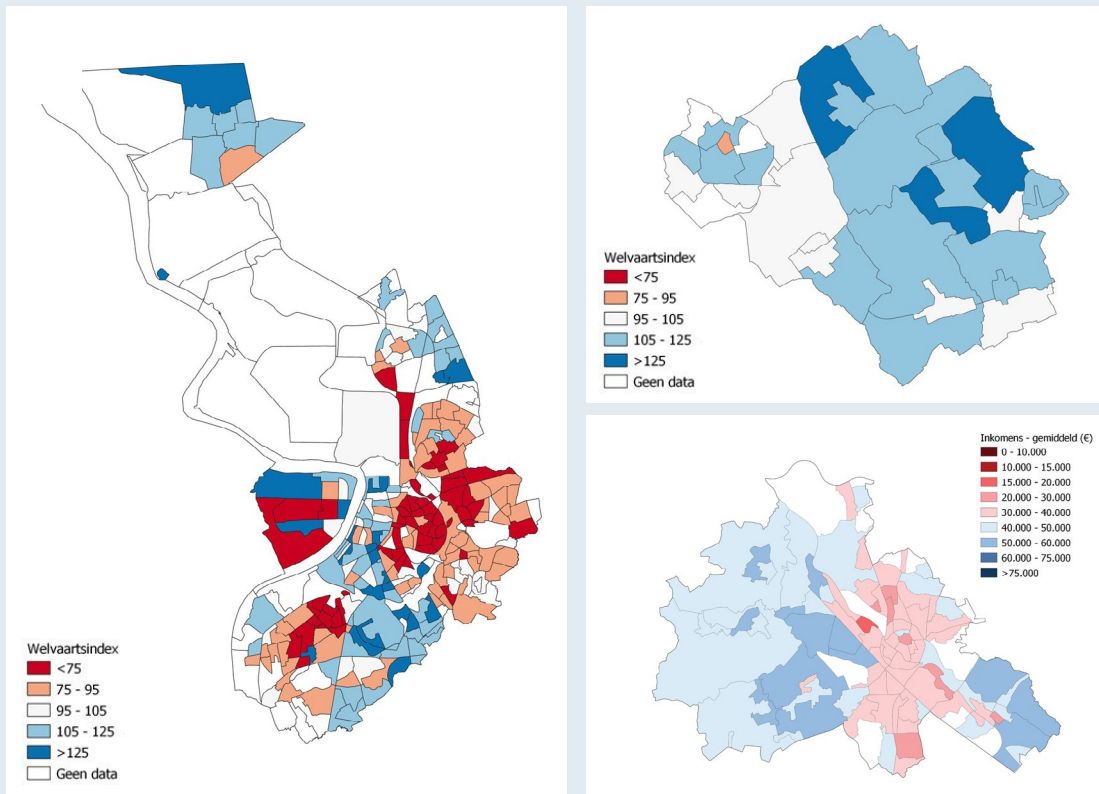 Welvaartsindex
<75
75 - 95
95 - 105
105 - 125
>125
Geen data
Welvaartsindex
<75
75 - 95
95 - 105
105 - 125
>125
Geen data
Inkomens - gemiddeld (€)
0 - 10.000
10.000 - 15.000
15.000 - 20.000
20.000 - 30.000
30.000 - 40.000
40.000 - 50.000
50.000 - 60.000
60.000 - 75.000
>75.000